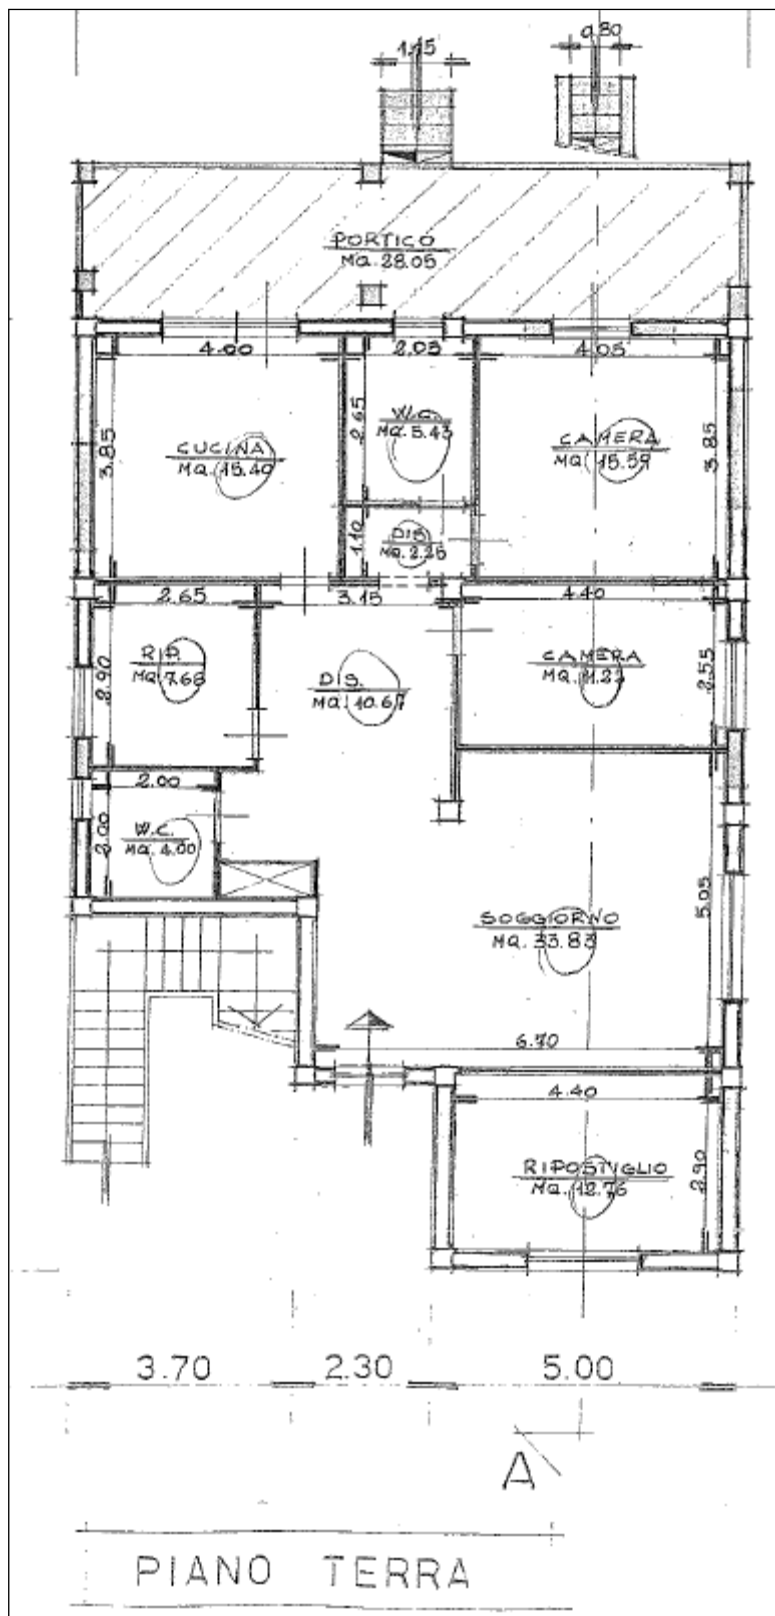 1.15
0.80
PORTICO
MQ. 28.05
4.00
2.05
4.05
2.65
W.C.
MQ. 5.43
3.85
CUCINA
MQ. 15.40
CAMERA
MQ. 15.59
3.85
1.10
DIS.
MQ. 2.25
2.65
3.15
4.40
2.90
RIP.
MQ. 7.68
DIS.
MQ. 10.67
CAMERA
MQ. 11.22
2.55
2.00
2.00
W.C.
MQ. 4.00
SOGGIORNO
MQ. 33.83
5.05
6.70
4.40
RIPOSTIGLIO
MQ. 12.76
2.90
3.70 2.30 5.00
A
PIANO TERRA